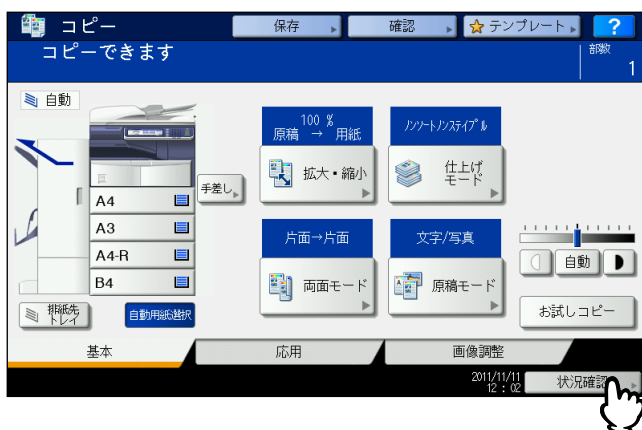 コピー
保存
確認
テンプレート
?
コピーできます
部数
1
自動
100 %
原稿 → 用紙
ノンソートノンステイプル
拡大・縮小
仕上げ
モード
手差し
A4
A3
A4-R
B4
片面→片面
文字/写真
両面モード
原稿モード
自動
排紙先
トレイ
自動用紙選択
お試しコピー
基本
応用
画像調整
2011/11/11
12 : 02
状況確認